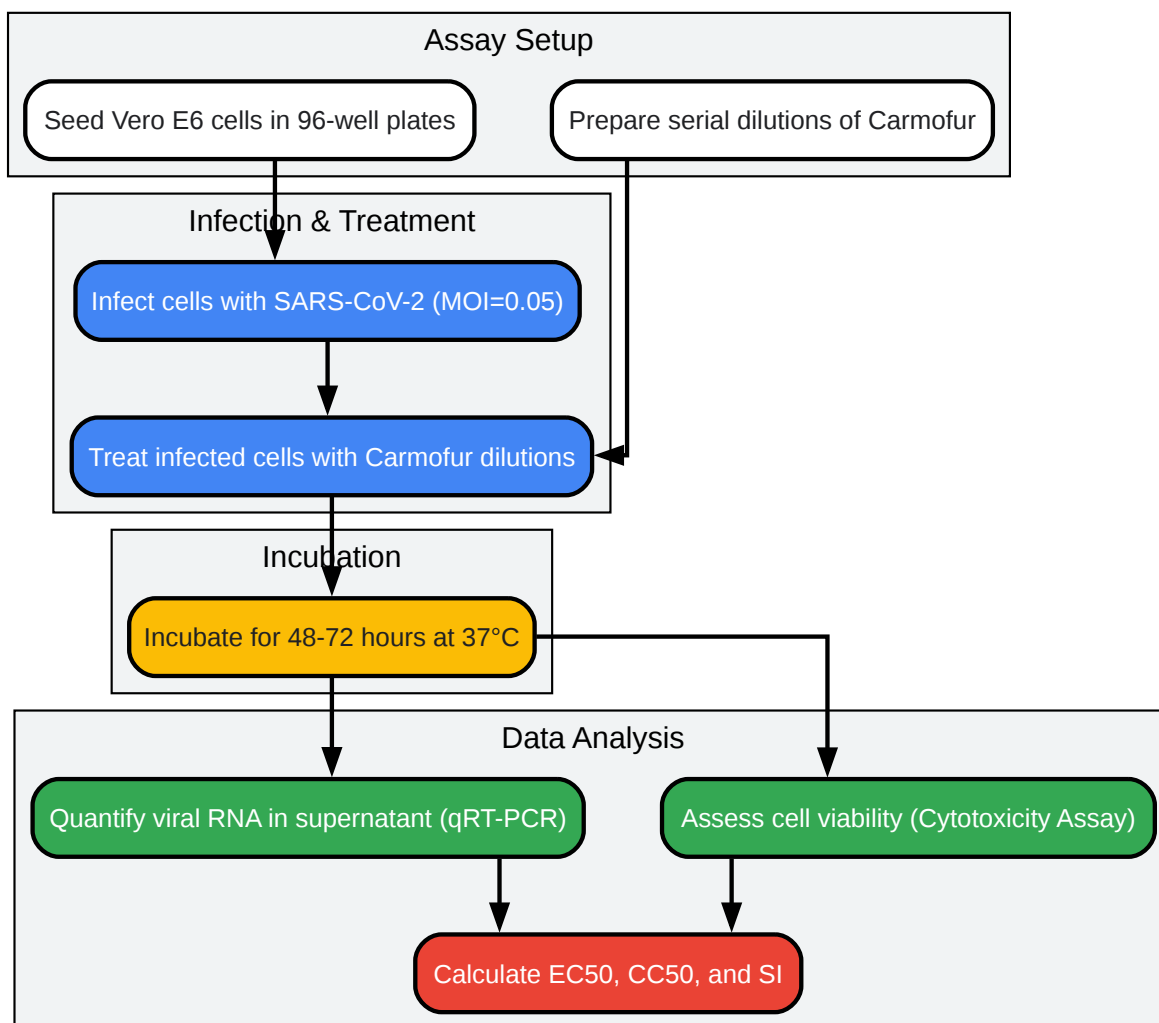 Assay Setup
Seed Vero E6 cells in 96-well plates
Prepare serial dilutions of Carmofur
Infection & Treatment
Infect cells with SARS-CoV-2 (MOI=0.05)
Treat infected cells with Carmofur dilutions
Incubation
Incubate for 48-72 hours at 37°C
Data Analysis
Quantify viral RNA in supernatant (qRT-PCR)
Assess cell viability (Cytotoxicity Assay)
Calculate EC50, CC50, and SI